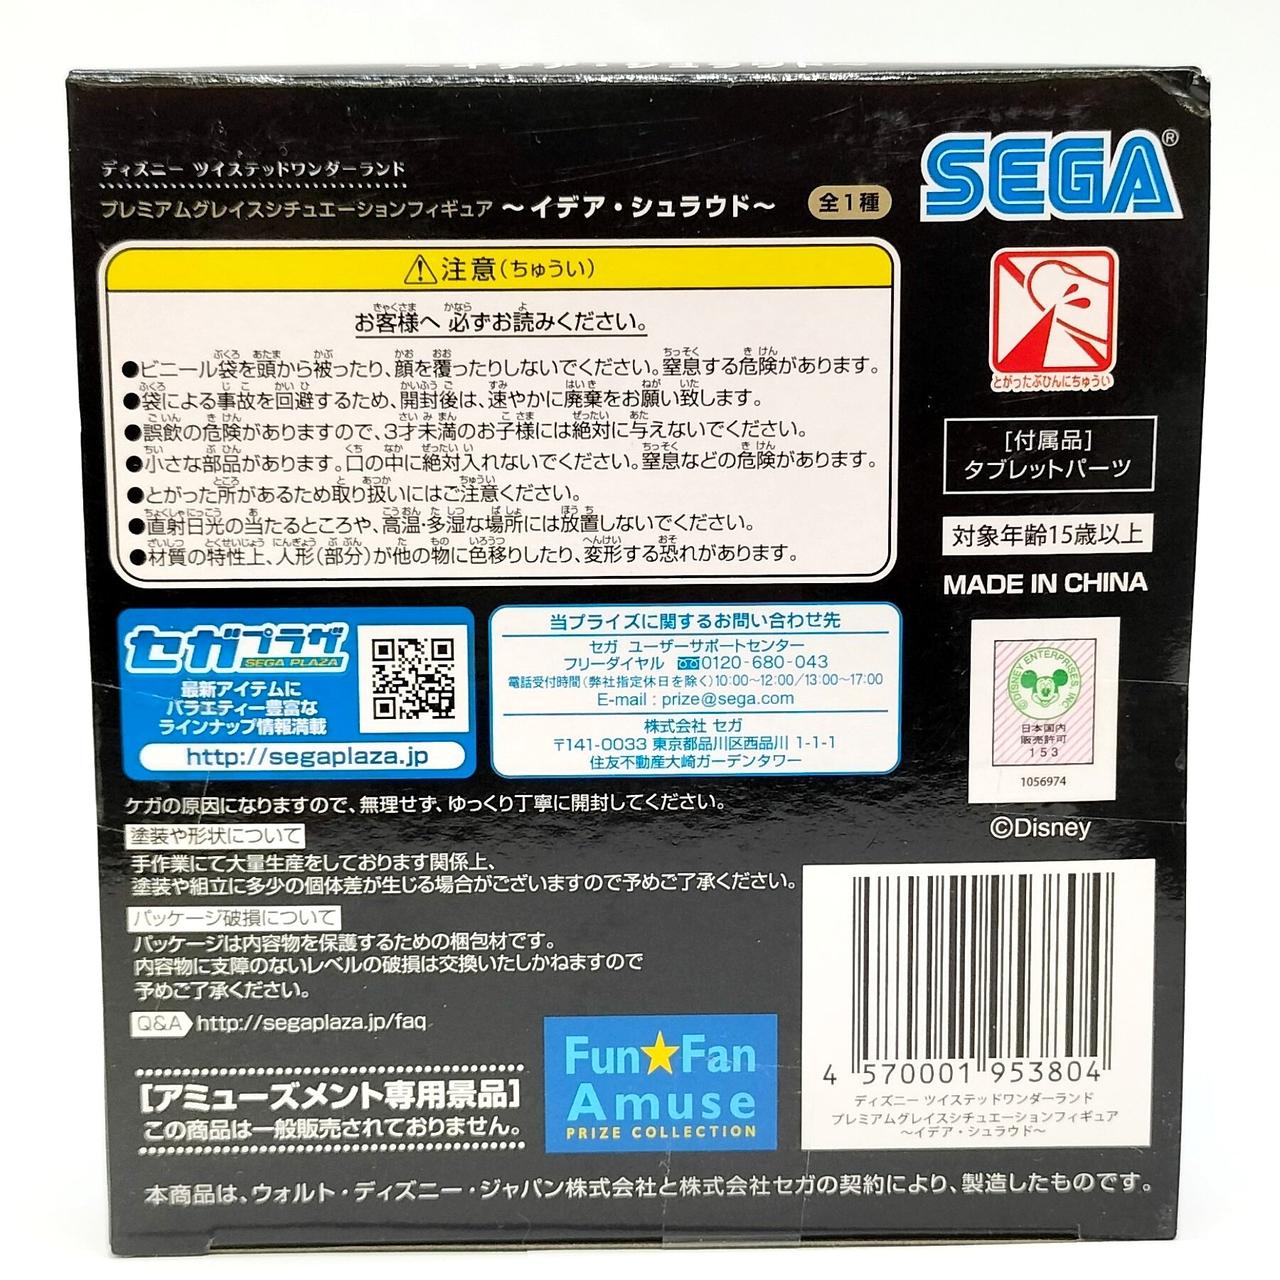 ディズニー ツイステッドワンダーランド
プレミアムグレイスシチュエーションフィギュア ～イデア・シュラウド～ 全1種
SEGA®
⚠注意(ちゅうい)
お客様へ 必ずお読みください。
●ビニール袋を頭から被ったり、顔を覆ったりしないでください。窒息する危険があります。
●袋による事故を回避するため、開封後は、速やかに廃棄をお願い致します。
●誤飲の危険がありますので、3才未満のお子様には絶対に与えないでください。
●小さな部品があります。口の中に絶対入れないでください。窒息などの危険があります。
●とがった所があるため取り扱いにはご注意ください。
●直射日光の当たるところや、高温・多湿な場所には放置しないでください。
●材質の特性上、人形(部分)が他の物に色移りしたり、変形する恐れがあります。
とがったぶひんにちゅうい
[付属品]
タブレットパーツ
対象年齢15歳以上
MADE IN CHINA
セガプラザ
SEGA PLAZA
最新アイテムに
バラエティー豊富な
ラインナップ情報満載
http://segaplaza.jp
当プライズに関するお問い合わせ先
セガ ユーザーサポートセンター
フリーダイヤル 0120-680-043
電話受付時間(弊社指定休日を除く)10:00～12:00/13:00～17:00
E-mail : prize@sega.com
株式会社 セガ
〒141-0033 東京都品川区西品川 1-1-1
住友不動産大崎ガーデンタワー
©DISNEY ENTERPRISES, INC
日本国内
販売許可
153
1056974
©Disney
ケガの原因になりますので、無理せず、ゆっくり丁寧に開封してください。
塗装や形状について
手作業にて大量生産をしております関係上、
塗装や組立に多少の個体差が生じる場合がございますので予めご了承ください。
パッケージ破損について
パッケージは内容物を保護するための梱包材です。
内容物に支障のないレベルの破損は交換いたしかねますので
予めご了承ください。
Q&A http://segaplaza.jp/faq
[アミューズメント専用景品]
この商品は一般販売されておりません。
Fun★Fan
Amuse
PRIZE COLLECTION
4 570001 953804
ディズニー ツイステッドワンダーランド
プレミアムグレイスシチュエーションフィギュア
～イデア・シュラウド～
本商品は、ウォルト・ディズニー・ジャパン株式会社と株式会社セガの契約により、製造したものです。